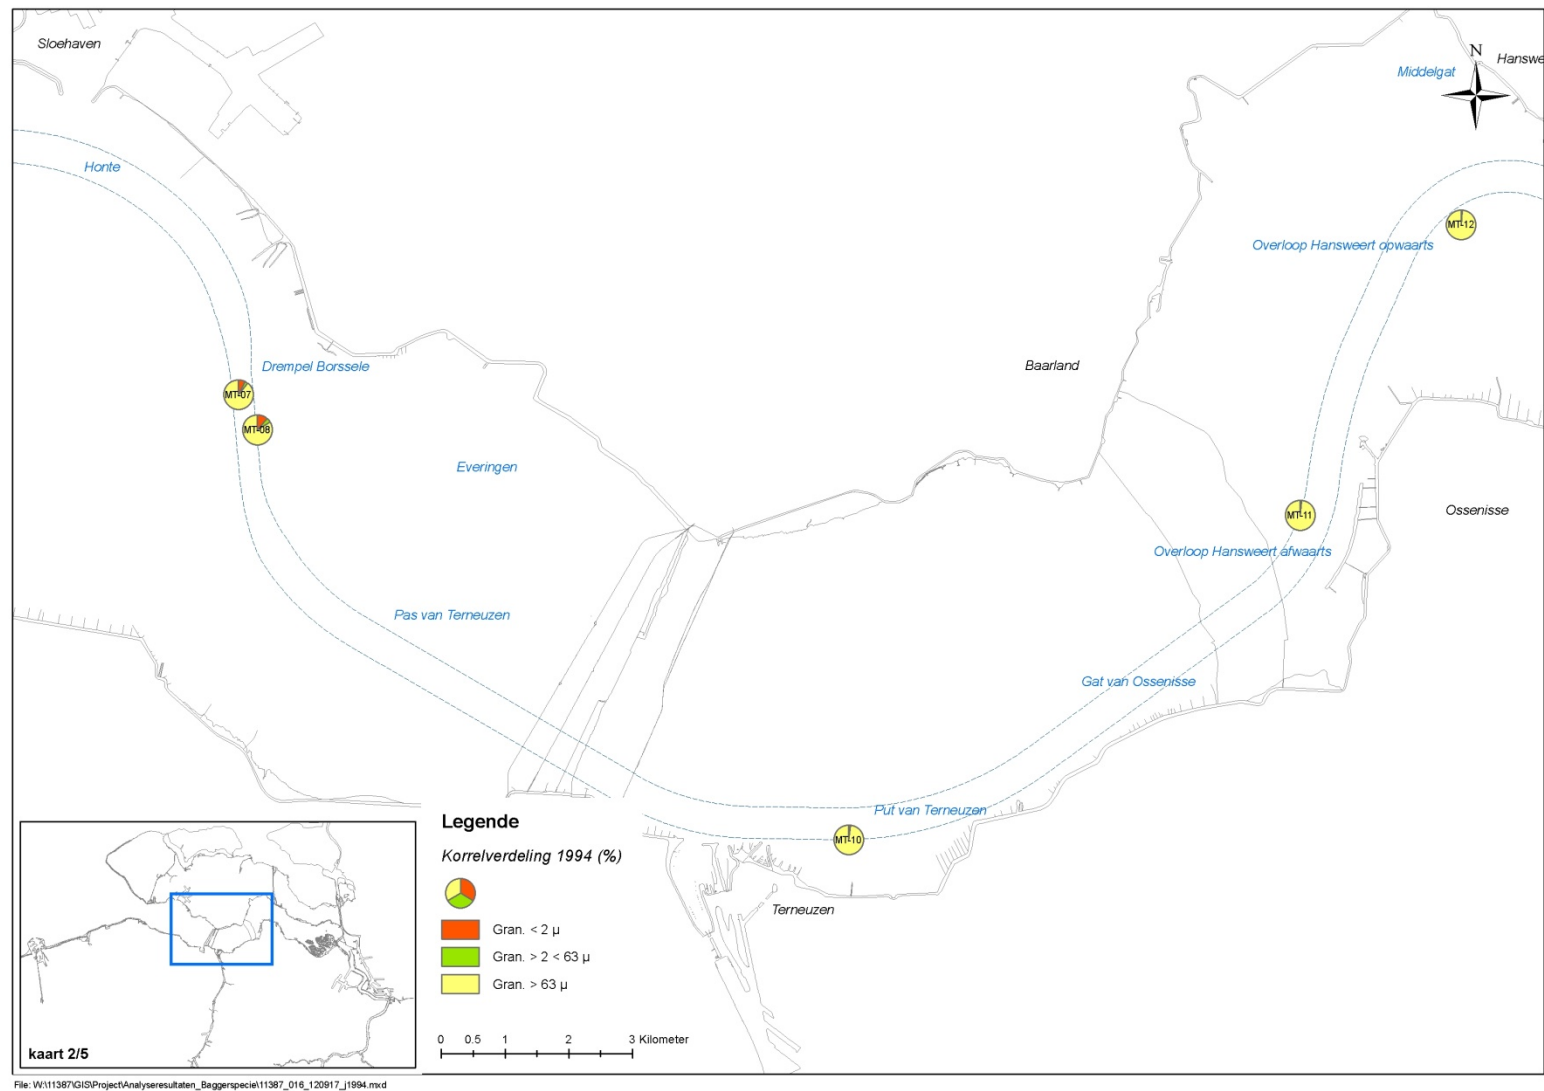 Sloehaven
N
Hanswe
Middelgat
Honte
MT-12
Overloop Hansweert opwaarts
Drempel Borssele
Baarland
MT-07
MT-08
Everingen
Ossenisse
MT-11
Overloop Hansweert afwaarts
Pas van Terneuzen
Gat van Ossenisse
Put van Terneuzen
MT-10
Terneuzen
Legende
Korrelverdeling 1994 (%)
Gran. < 2 µ
Gran. > 2 < 63 µ
Gran. > 63 µ
0 0.5 1 2 3 Kilometer
kaart 2/5
File: W:\11387\GIS\Project\Analyseresultaten_Baggerspecie\11387_016_120917_j1994.mxd